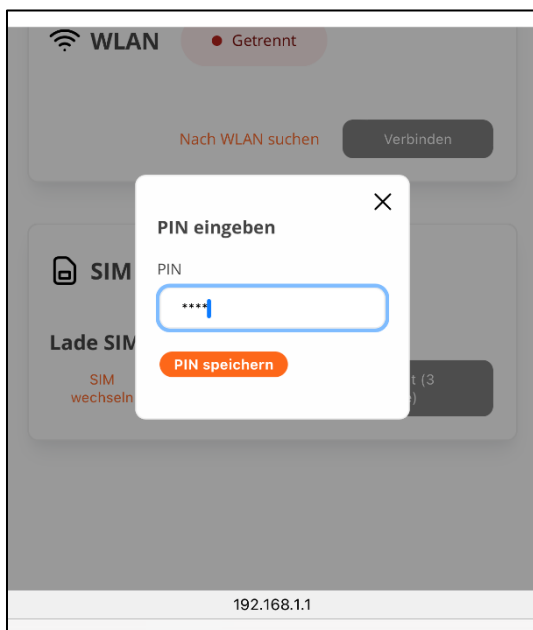 WLAN
Getrennt
Nach WLAN suchen
Verbinden
PIN eingeben
SIM
PIN
****
Lade SIM
PIN speichern
SIM
wechseln
t (3
)
192.168.1.1